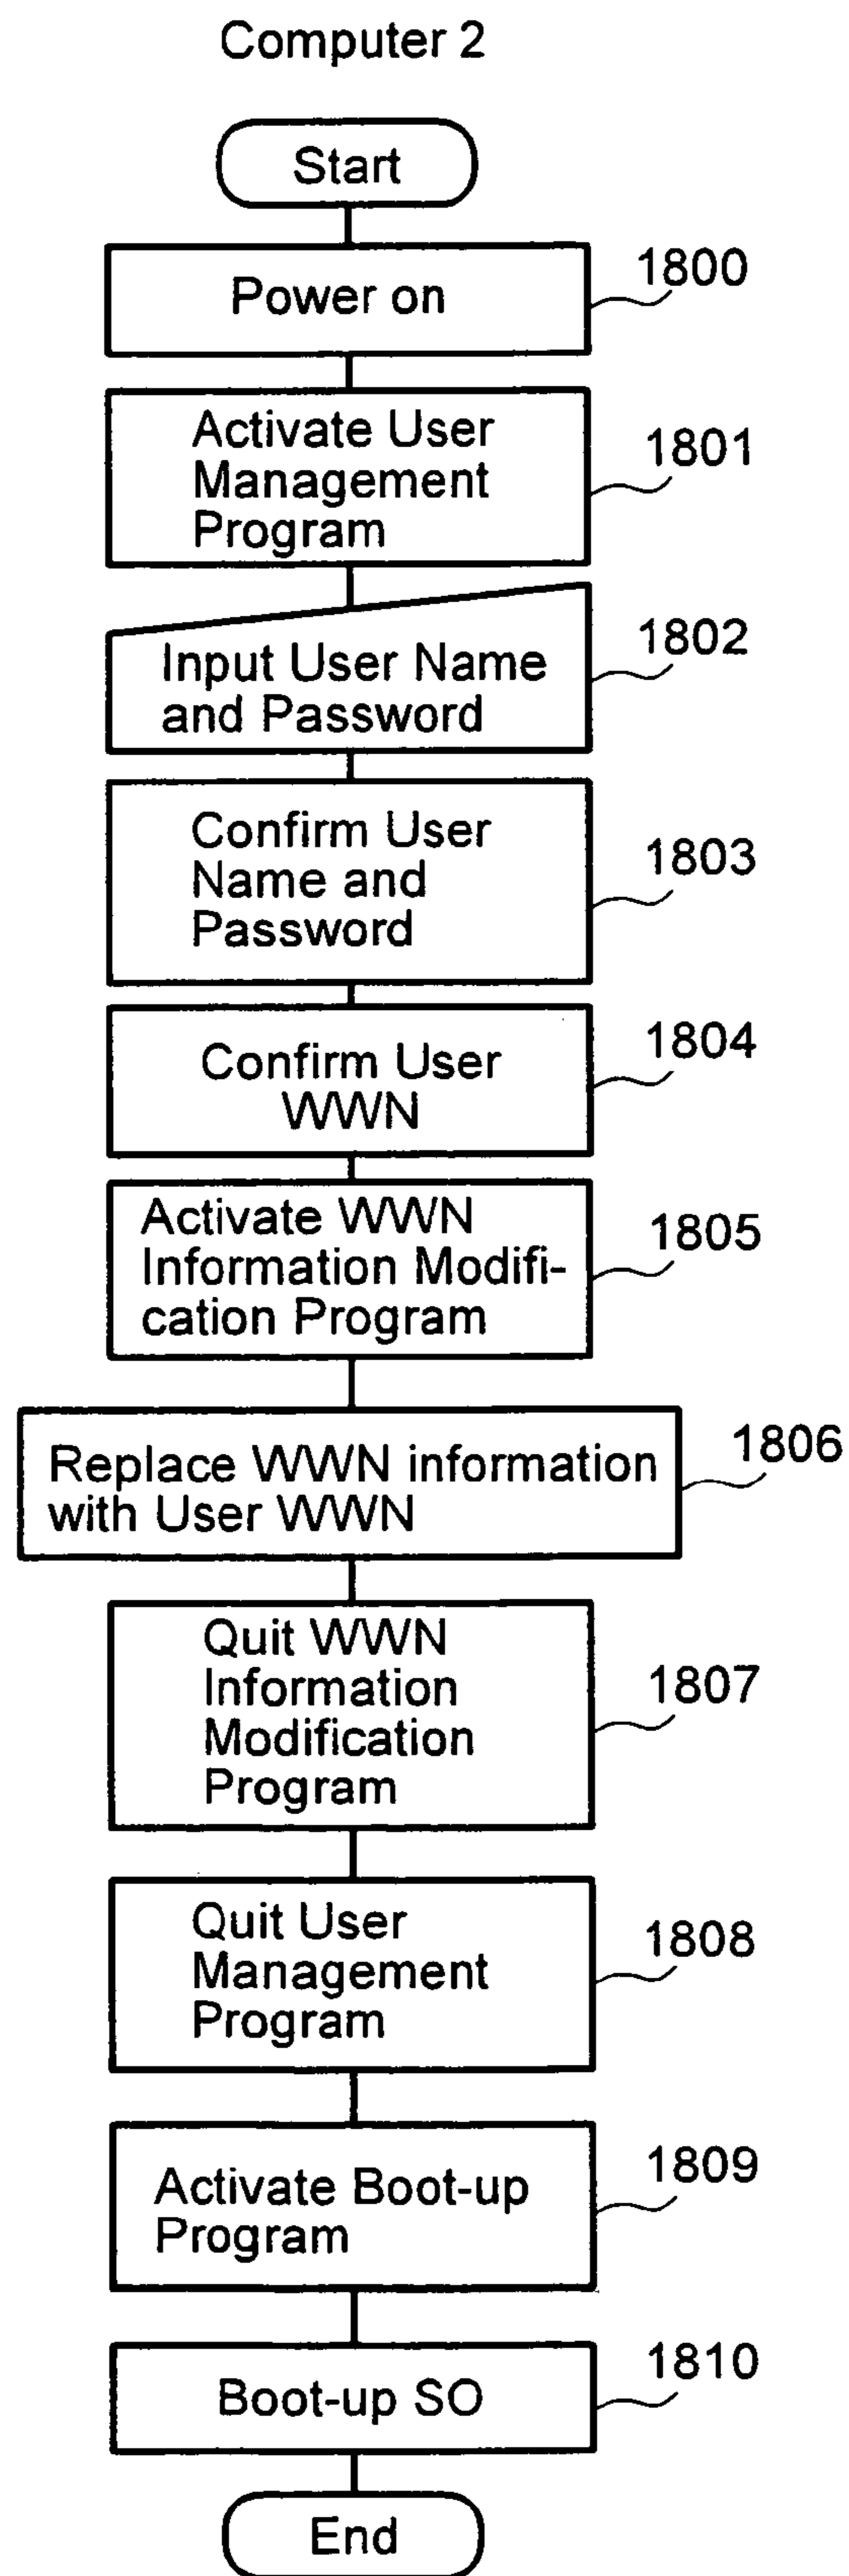 Computer 2
Start
Power on
1800
Activate User
Management
Program
1801
Input User Name
and Password
1802
Confirm User
Name and
Password
1803
Confirm User
WWN
1804
Activate WWN
Information Modifi-
cation Program
1805
Replace WWN information
with User WWN
1806
Quit WWN
Information
Modification
Program
1807
Quit User
Management
Program
1808
Activate Boot-up
Program
1809
Boot-up SO
1810
End